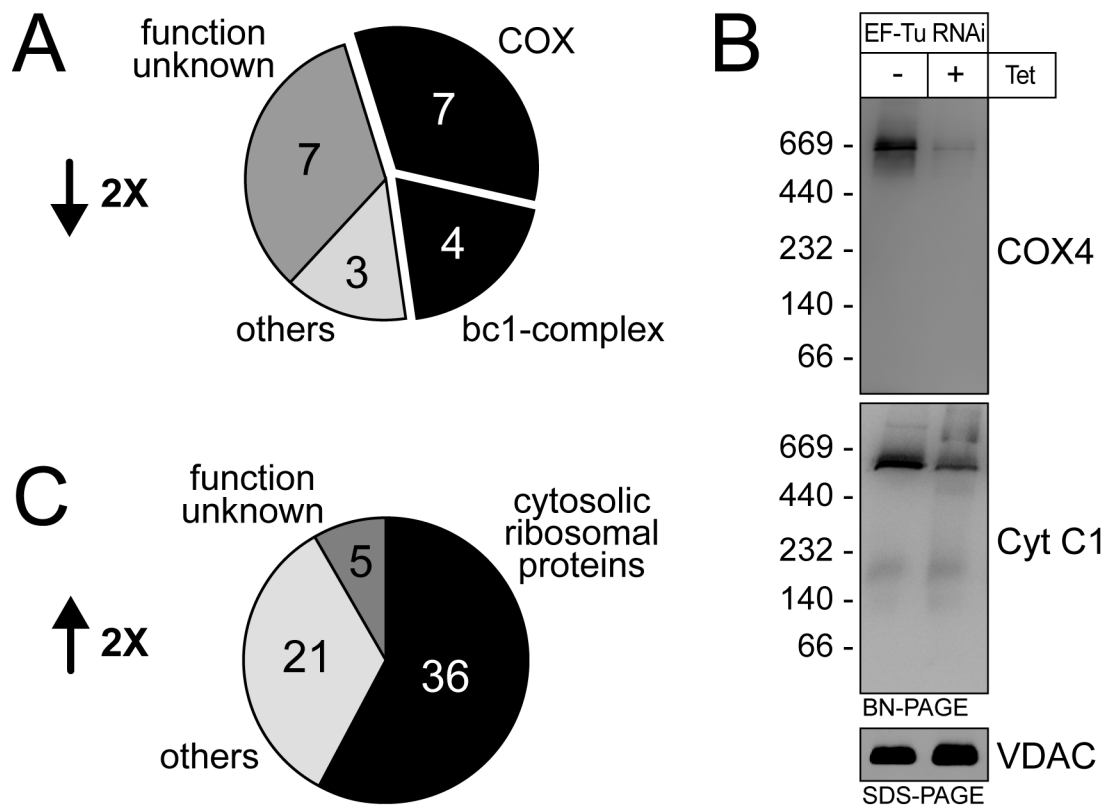 A
function
unknown
COX
7
7
4
3
2X
others
bc1-complex
B
EF-Tu RNAi
- + Tet
669 -
440 -
232 -
140 -
66 -
COX4
669 -
440 -
232 -
140 -
66 -
Cyt C1
BN-PAGE
VDAC
SDS-PAGE
C
function
unknown
cytosolic
ribosomal
proteins
5
21
36
2X
others